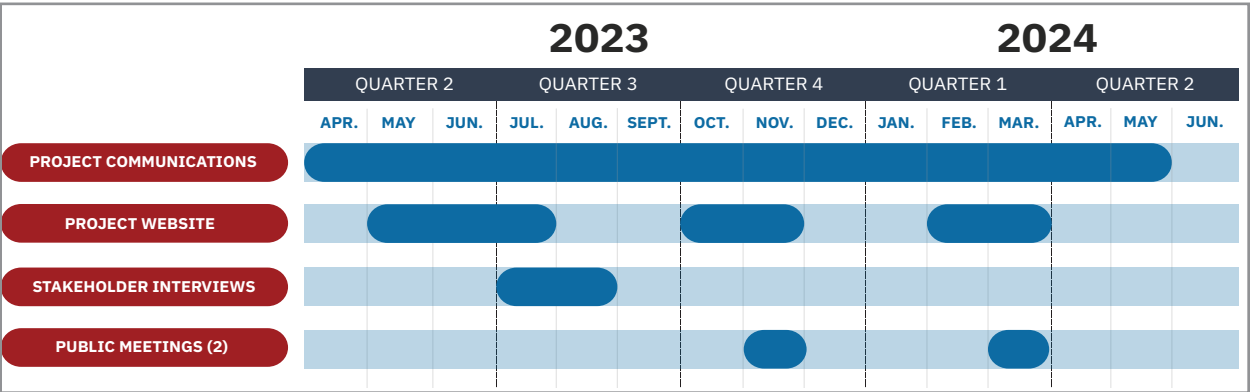 2023 2024
QUARTER 2 QUARTER 3 QUARTER 4 QUARTER 1 QUARTER 2
APR. MAY JUN. JUL. AUG. SEPT. OCT. NOV. DEC. JAN. FEB. MAR. APR. MAY JUN.
PROJECT COMMUNICATIONS
PROJECT WEBSITE
STAKEHOLDER INTERVIEWS
PUBLIC MEETINGS (2)